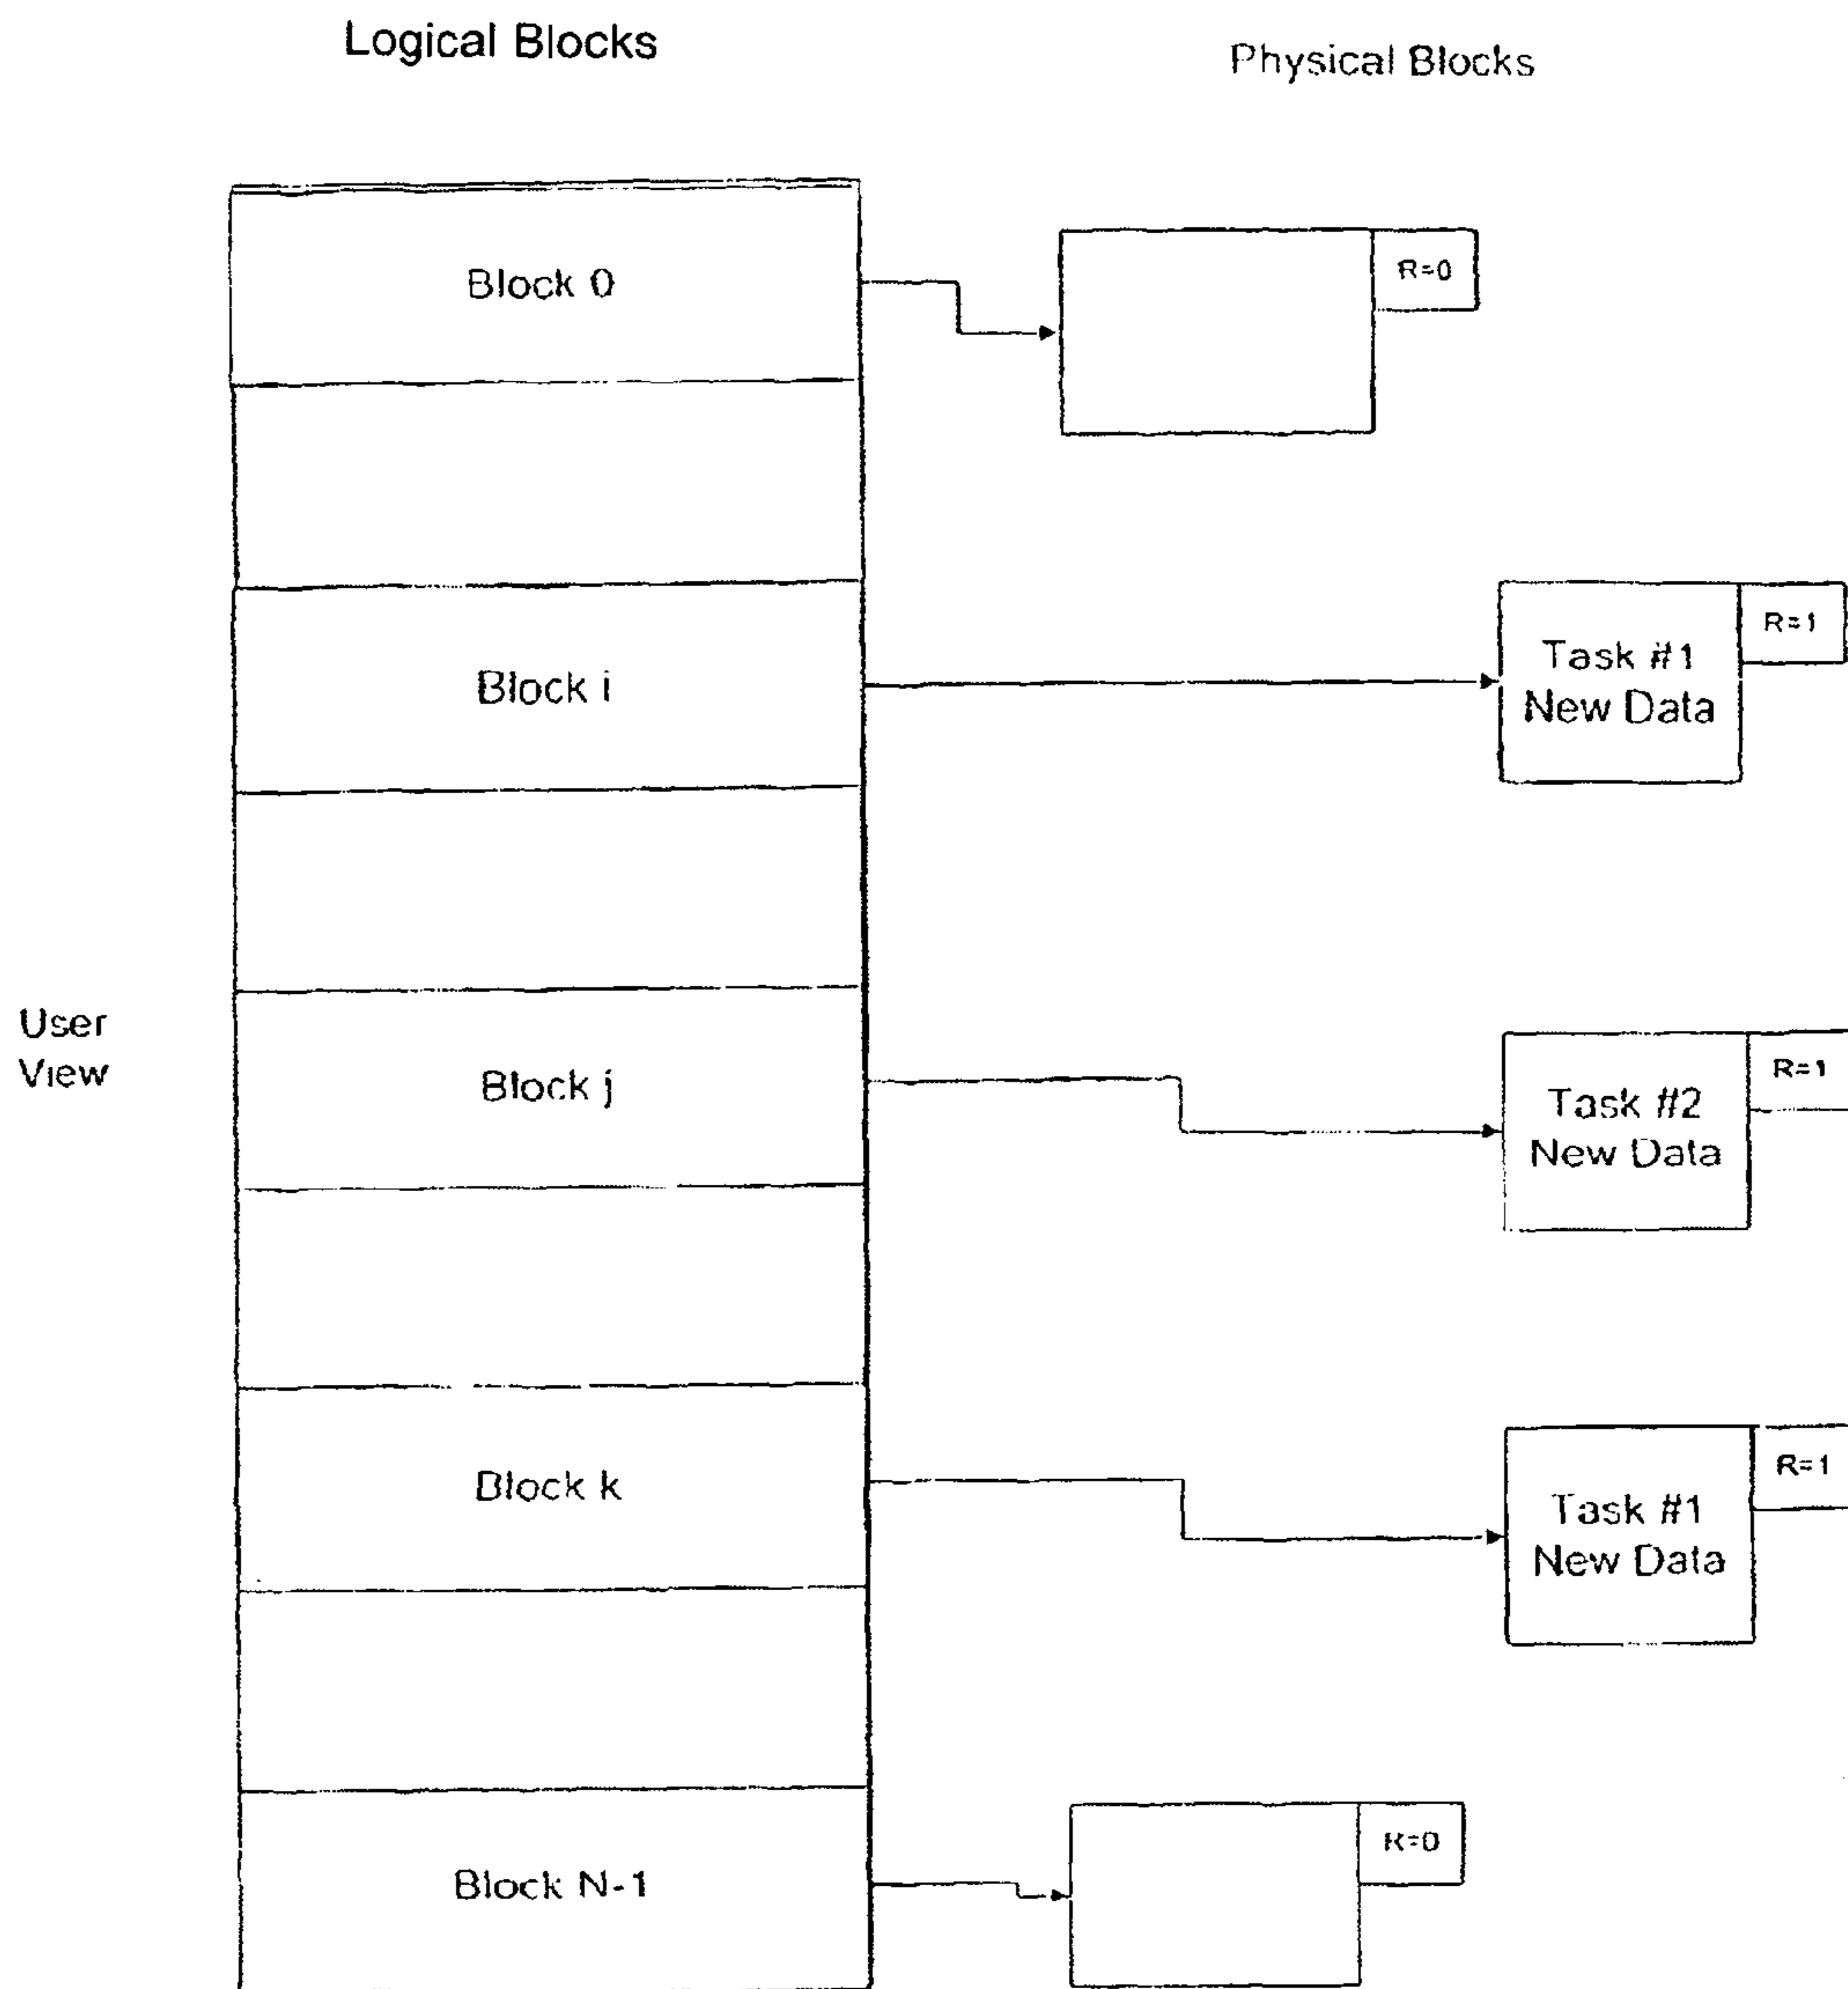 Logical Blocks
Physical Blocks
Block 0
R=0
Block i
Task #1
New Data
R=1
User
View
Block j
Task #2
New Data
R=1
Block k
Task #1
New Data
R=1
Block N-1
R=0